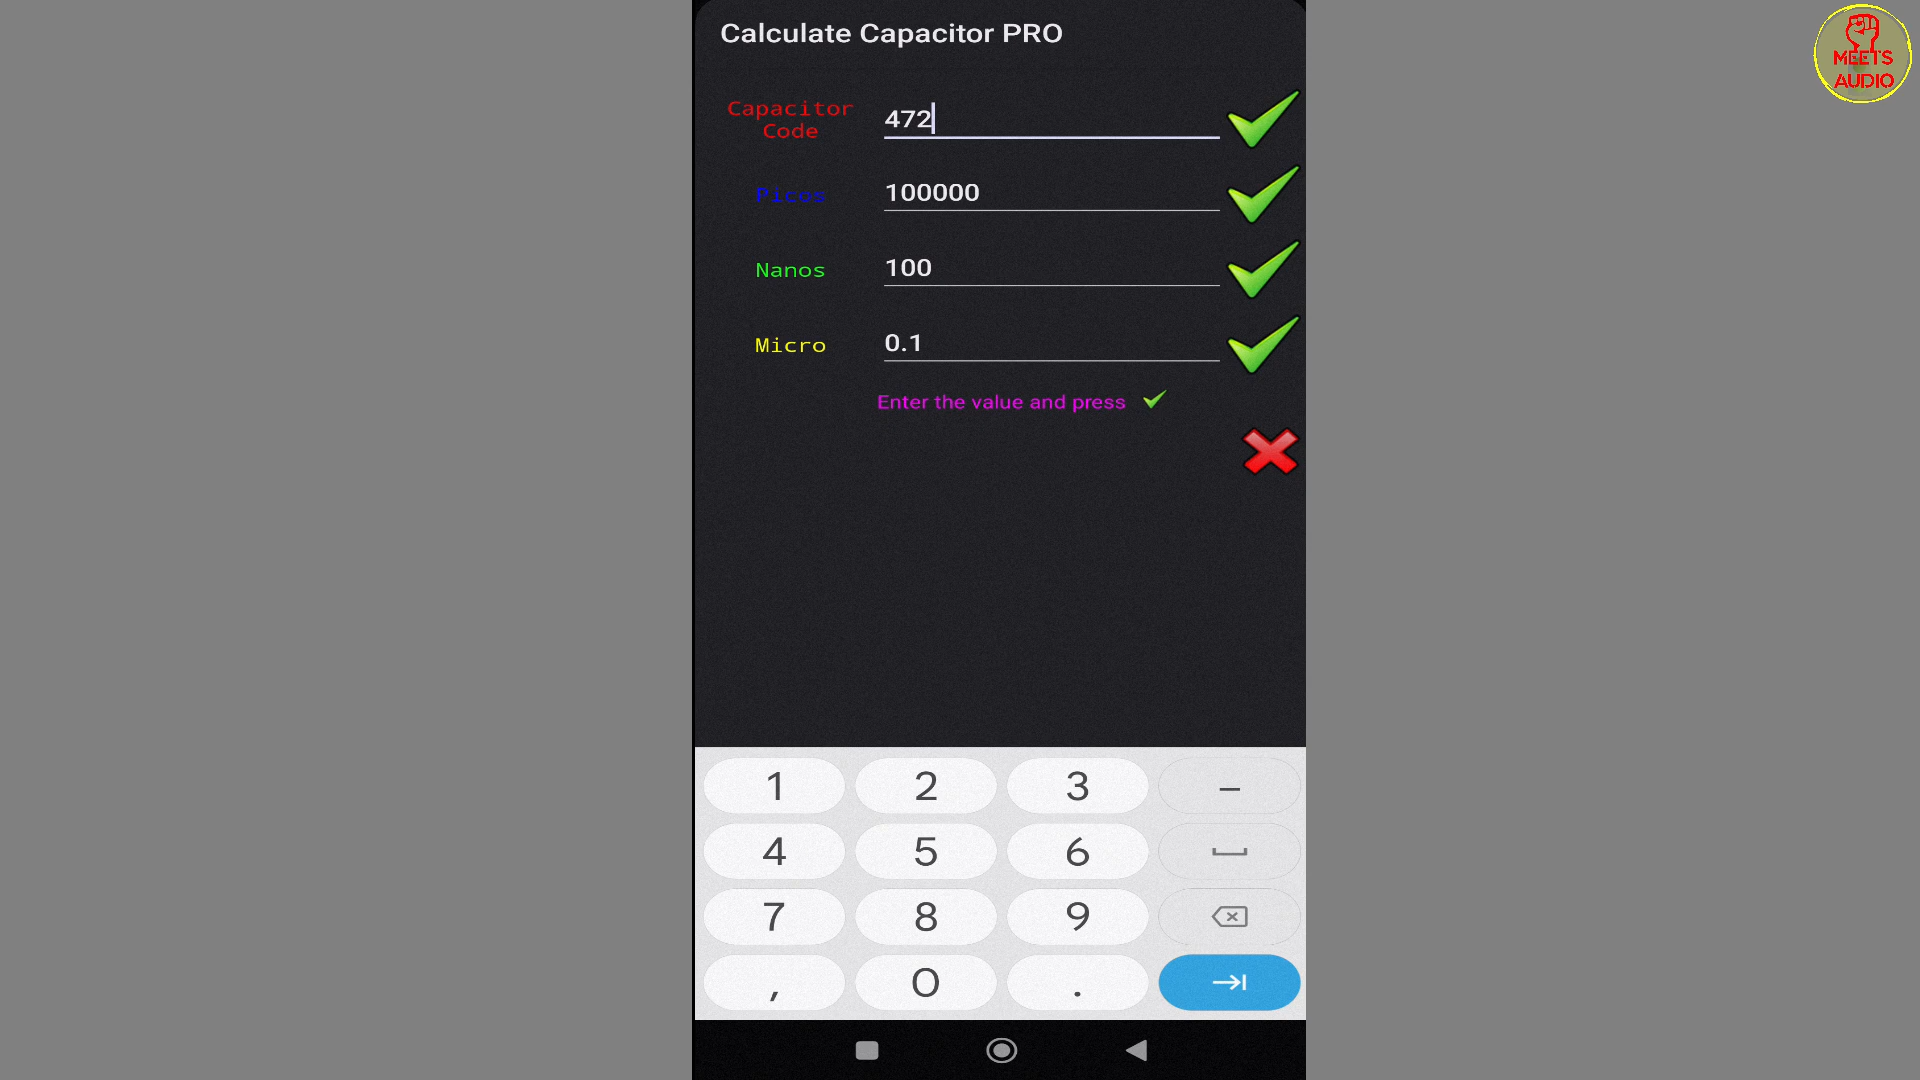 Calculate Capacitor PRO
MEETS
AUDIO
Capacitor
Code
472
Picos
100000
Nanos
100
Micro
0.1
Enter the value and press
1 2 3 –
4 5 6
7 8 9
, 0 .